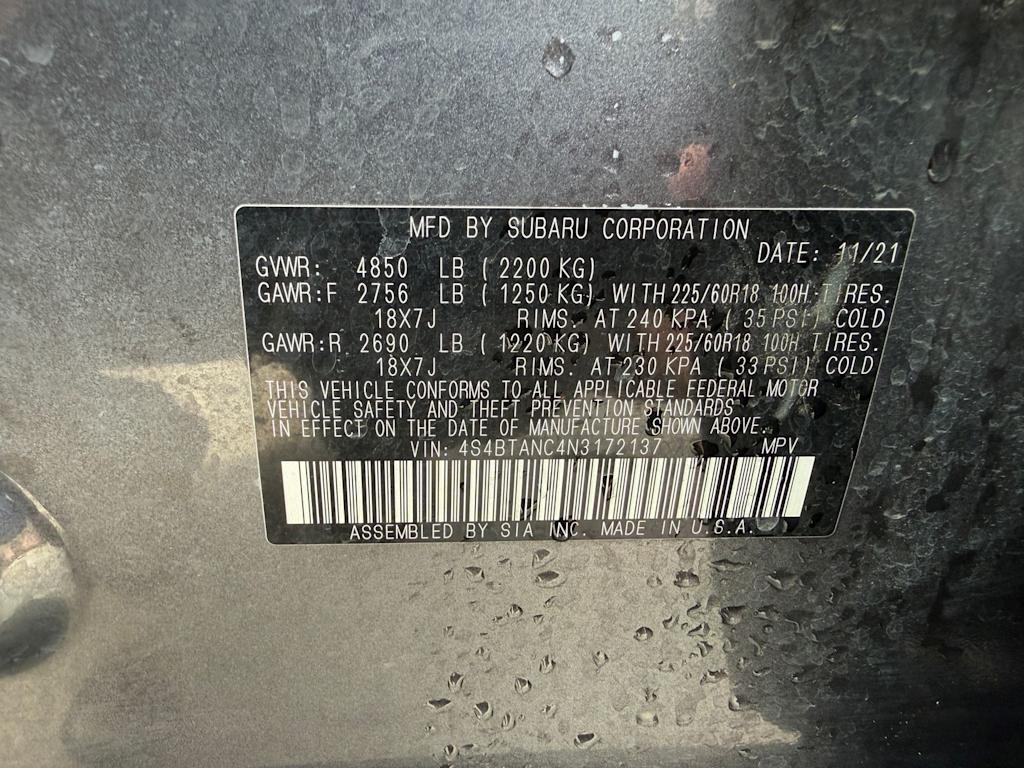 MFD BY SUBARU CORPORATION
DATE: 11/21
GVWR: 4850 LB ( 2200 KG)
GAWR:F 2756 LB ( 1250 KG) WITH 225/60R18 100H TIRES.
18X7J RIMS. AT 240 KPA ( 35 PSI) COLD
GAWR:R 2690 LB ( 1220 KG) WITH 225/60R18 100H TIRES.
18X7J RIMS. AT 230 KPA ( 33 PSI) COLD
THIS VEHICLE CONFORMS TO ALL APPLICABLE FEDERAL MOTOR
VEHICLE SAFETY AND THEFT PREVENTION STANDARDS
IN EFFECT ON THE DATE OF MANUFACTURE SHOWN ABOVE.
VIN: 4S4BTANC4N3172137 MPV
ASSEMBLED BY SIA INC. MADE IN U.S.A.